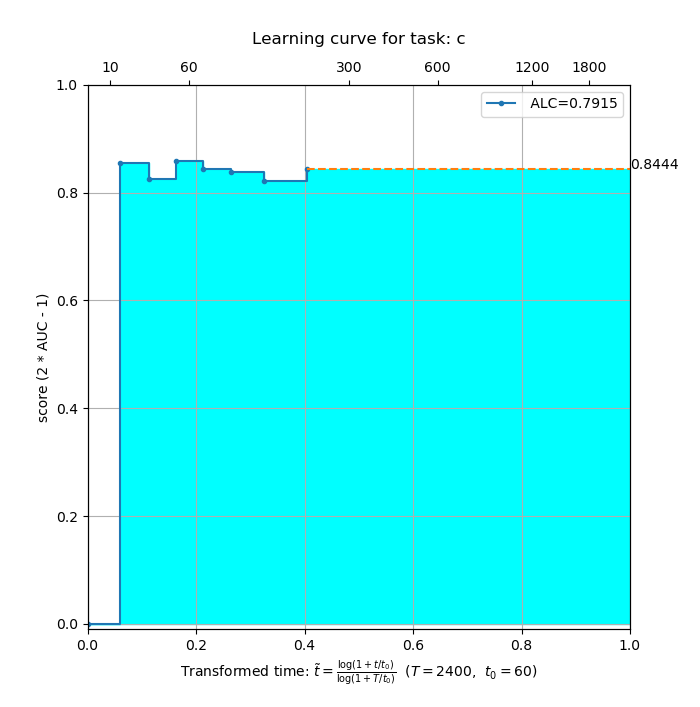 Learning curve for task: c
10 60 300 600 1200 1800
1.0
ALC=0.7915
0.8444
0.8
0.6
0.4
0.2
0.0
score (2 * AUC - 1)
0.0 0.2 0.4 0.6 0.8 1.0
Transformed time: t̃ = log(1 + t/t₀) / log(1 + T/t₀) (T = 2400, t₀ = 60)